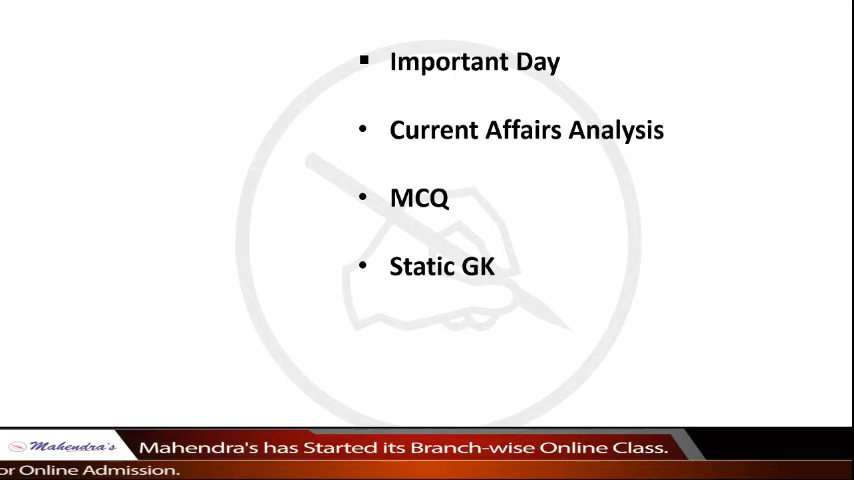 ▪ Important Day
• Current Affairs Analysis
• MCQ
• Static GK
Mahendra's
Mahendra's has Started its Branch-wise Online Class.
or Online Admission.